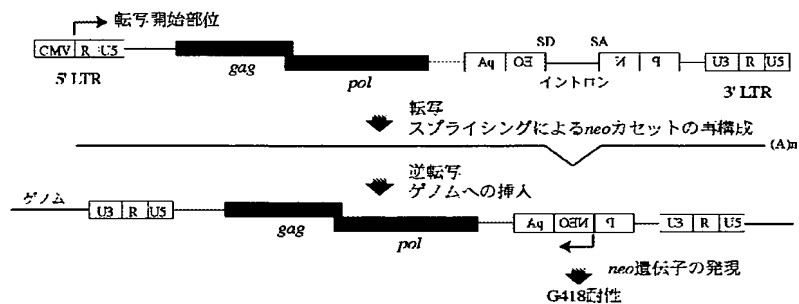 転写開始部位
CMV R U5
5' LTR
gag
pol
pA EO
SD
イントロン
SA
N P
U3 R U5
3' LTR
転写
スプライシングによるneoカセットの再構成
(A)n
逆転写
ゲノムへの挿入
ゲノム
U3 R U5
gag
pol
pA NEO P
U3 R U5
neo遺伝子の発現
G418耐性